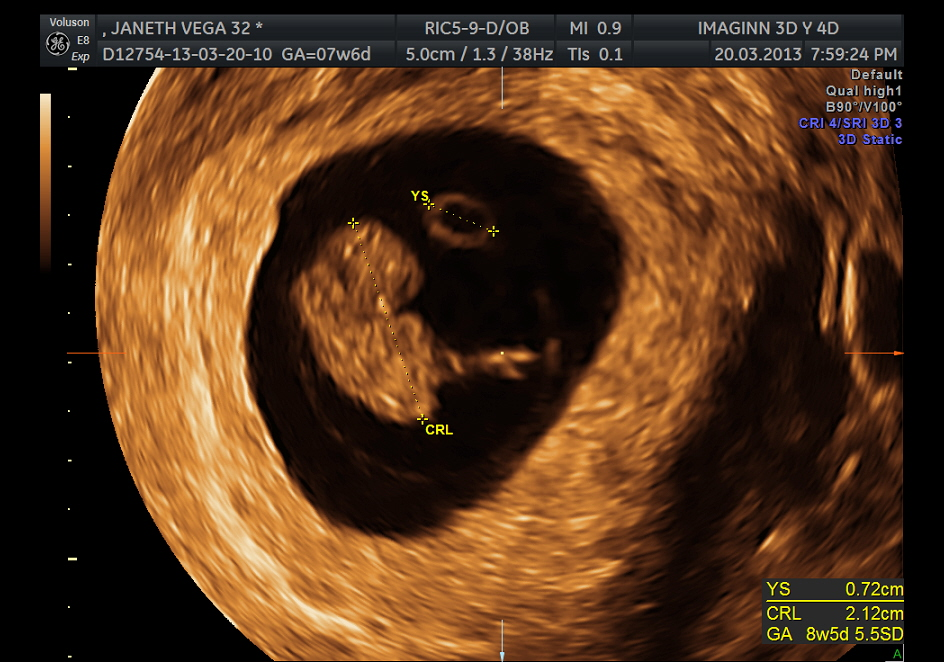 Voluson
E8
Exp
, JANETH VEGA 32 *
RIC5-9-D/OB
MI 0.9
IMAGINN 3D Y 4D
D12754-13-03-20-10 GA=07w6d
5.0cm / 1.3 / 38Hz
TIs 0.1
20.03.2013 7:59:24 PM
Default
Qual high1
B90°/V100°
CRI 4/SRI 3D 3
3D Static
YS
CRL
YS 0.72cm
CRL 2.12cm
GA 8w5d 5.5SD
A